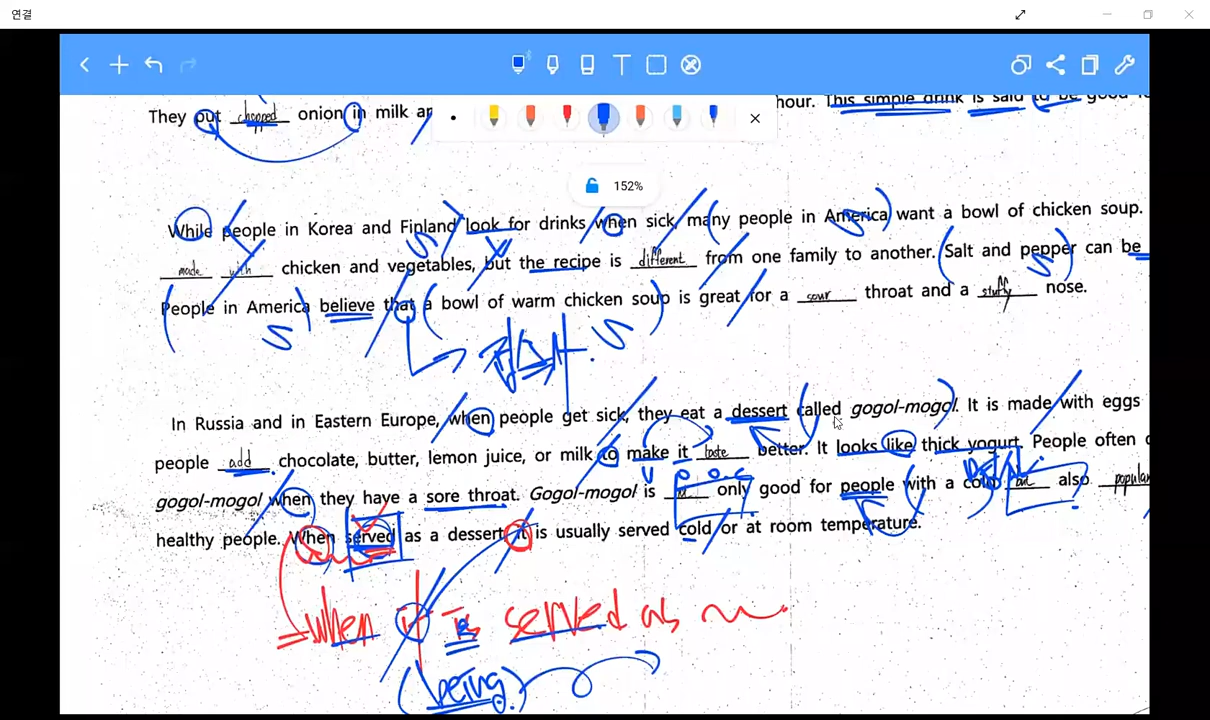 연결
152%
They put chopped onion in milk an
hour. This simple drink is said to be good fo
While people in Korea and Finland look for drinks when sick, many people in America want a bowl of chicken soup.
made with chicken and vegetables, but the recipe is different from one family to another. Salt and pepper can be
People in America believe that a bowl of warm chicken soup is great for a sour throat and a stuffy nose.
접속사. S
In Russia and in Eastern Europe, when people get sick, they eat a dessert called gogol-mogol. It is made with eggs
people add chocolate, butter, lemon juice, or milk to make it taste better. It looks like thick yogurt. People often
gogol-mogol when they have a sore throat. Gogol-mogol is only good for people with a cold but also popular
healthy people. When served as a dessert, it is usually served cold or at room temperature.
=when it is served as
(being)